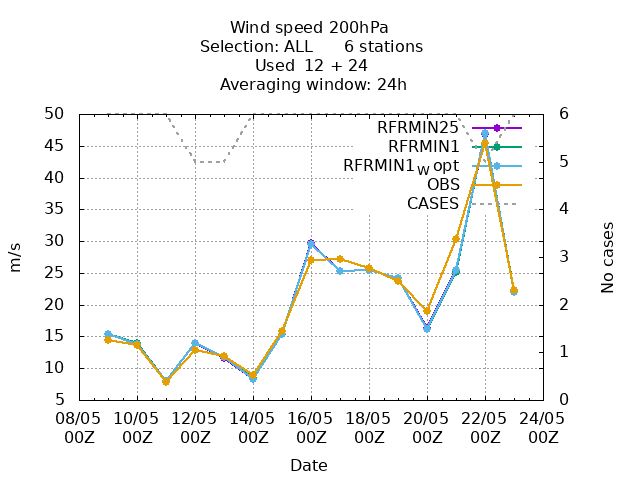 Wind speed 200hPa
Selection: ALL 6 stations
Used 12 + 24
Averaging window: 24h
50
45
40
35
30
25
20
15
10
5
m/s
6
5
4
3
2
1
0
No cases
RFRMIN25
RFRMIN1
RFRMIN1W opt
OBS
CASES
08/05 10/05 12/05 14/05 16/05 18/05 20/05 22/05 24/05
00Z 00Z 00Z 00Z 00Z 00Z 00Z 00Z 00Z
Date